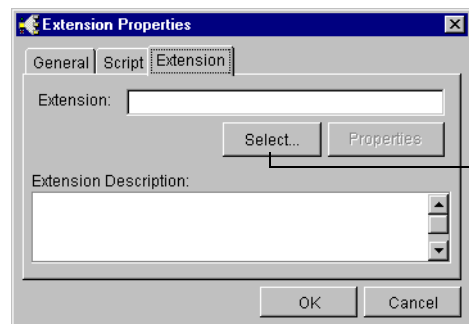 Extension Properties
General Script Extension
Extension:
Select... Properties
Extension Description:
OK Cancel